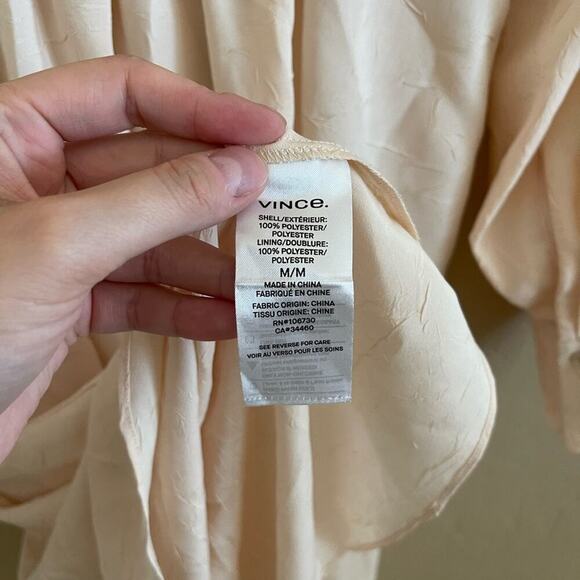 VINCE.
SHELL/EXTÉRIEUR:
100% POLYESTER/
POLYESTER
LINING/DOUBLURE:
100% POLYESTER/
POLYESTER
M/M
MADE IN CHINA
FABRIQUÉ EN CHINE
FABRIC ORIGIN: CHINA
TISSU ORIGINE: CHINE
RN#106730
CA#34460
SEE REVERSE FOR CARE
VOIR AU VERSO POUR LES SOINS